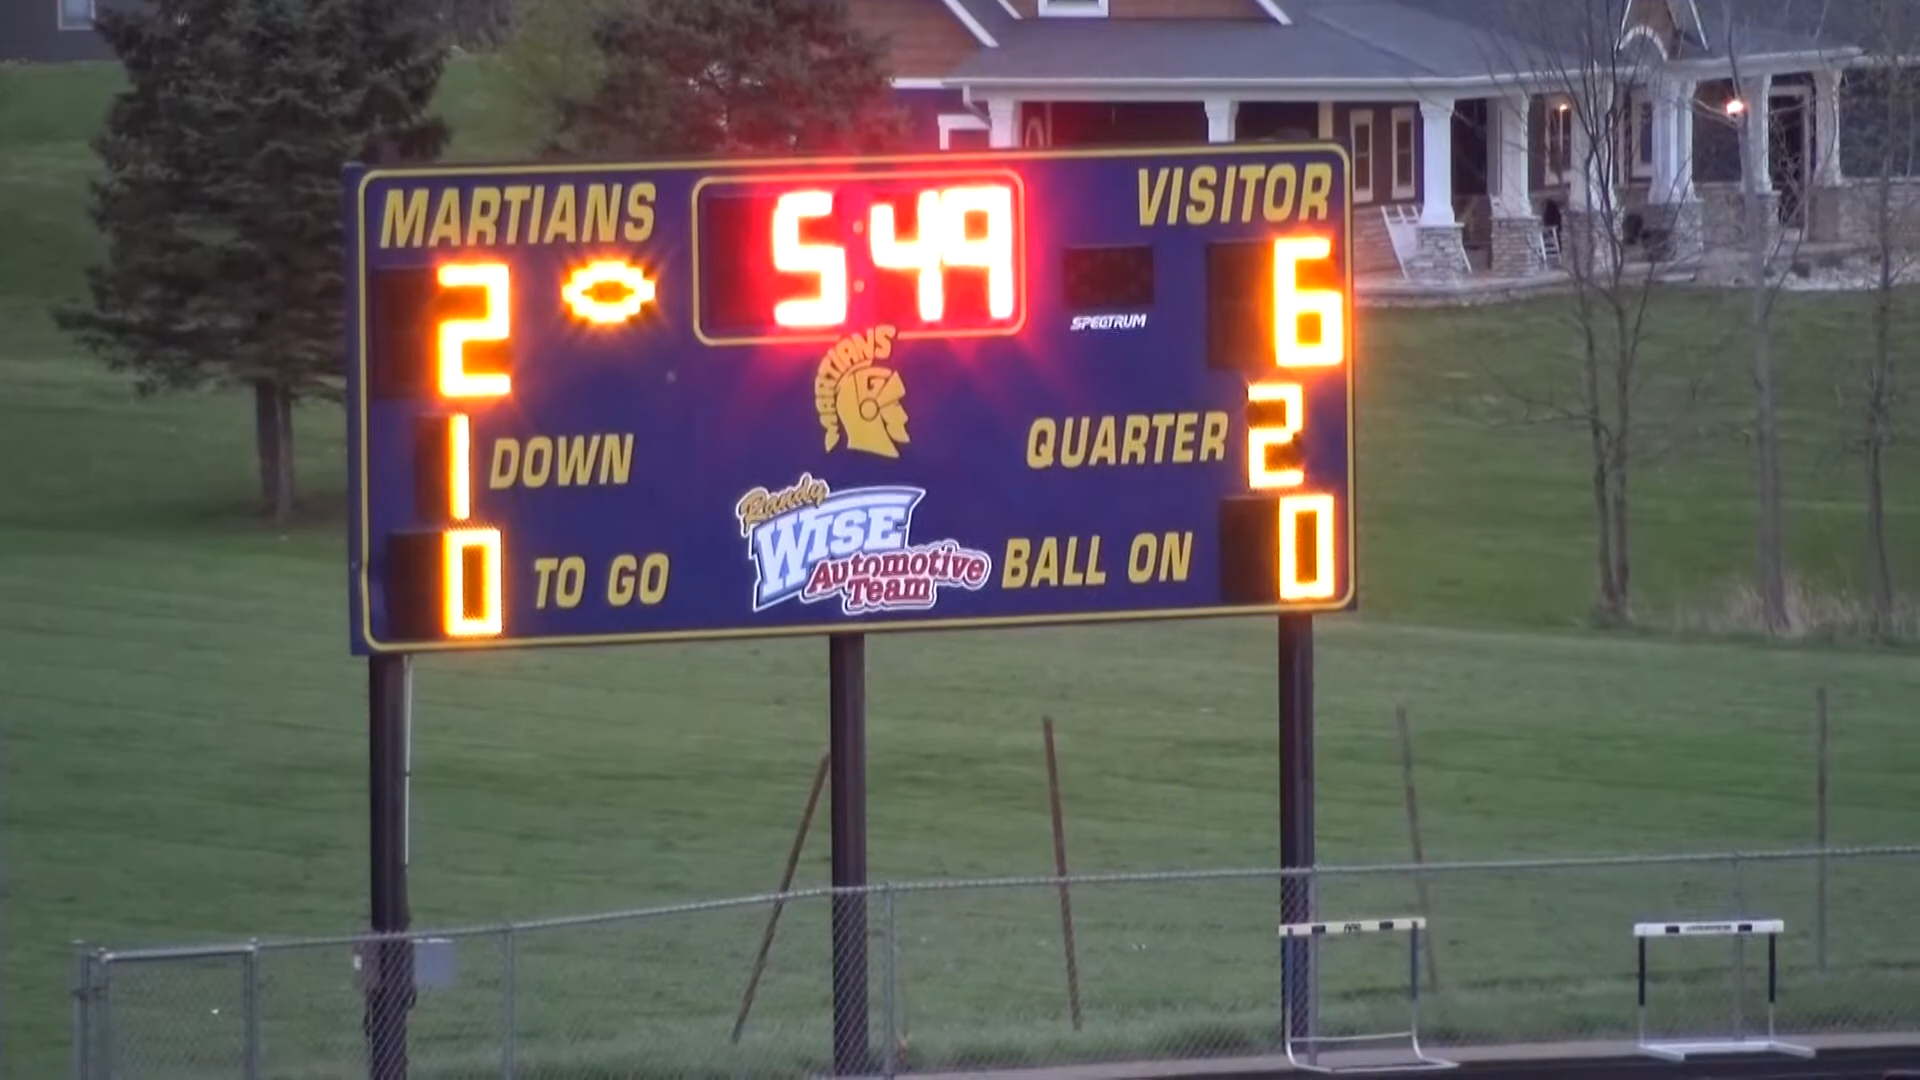 MARTIANS 5:49 VISITOR
2 6
SPECTRUM
MARTIANS
G
1 DOWN QUARTER 2
Randy
WISE
Automotive
Team
0 TO GO BALL ON 0